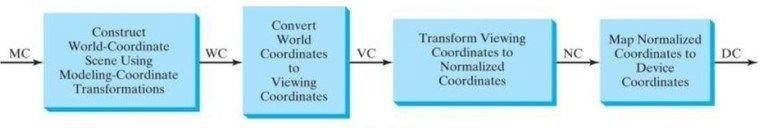 MC
Construct
World-Coordinate
Scene Using
Modeling-Coordinate
Transformations
WC
Convert
World
Coordinates
to
Viewing
Coordinates
VC
Transform Viewing
Coordinates to
Normalized
Coordinates
NC
Map Normalized
Coordinates to
Device
Coordinates
DC